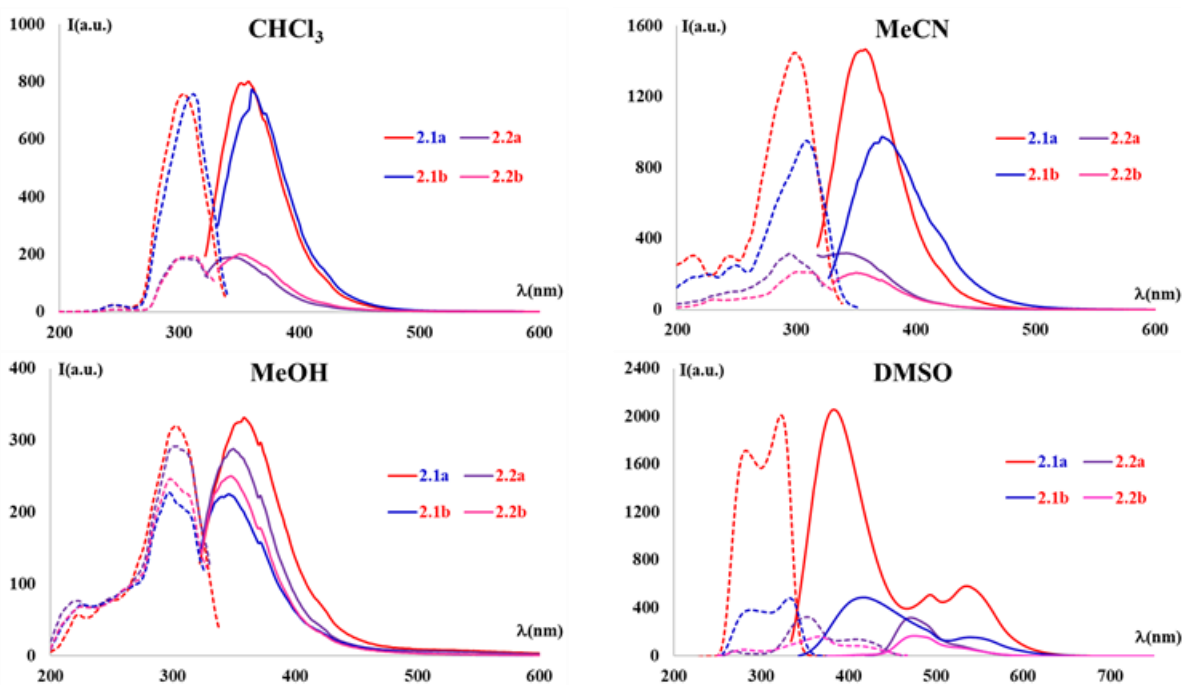 CHCl₃
I(a.u.)
1000
800
600
400
200
0
200 300 400 500 600
λ(nm)
2.1a 2.2a
2.1b 2.2b
MeCN
I(a.u.)
1600
1200
800
400
0
200 300 400 500 600
λ(nm)
2.1a 2.2a
2.1b 2.2b
MeOH
I(a.u.)
400
300
200
100
0
200 300 400 500 600
λ(nm)
2.1a 2.2a
2.1b 2.2b
DMSO
I(a.u.)
2400
2000
1600
1200
800
400
0
200 300 400 500 600 700
λ(nm)
2.1a 2.2a
2.1b 2.2b